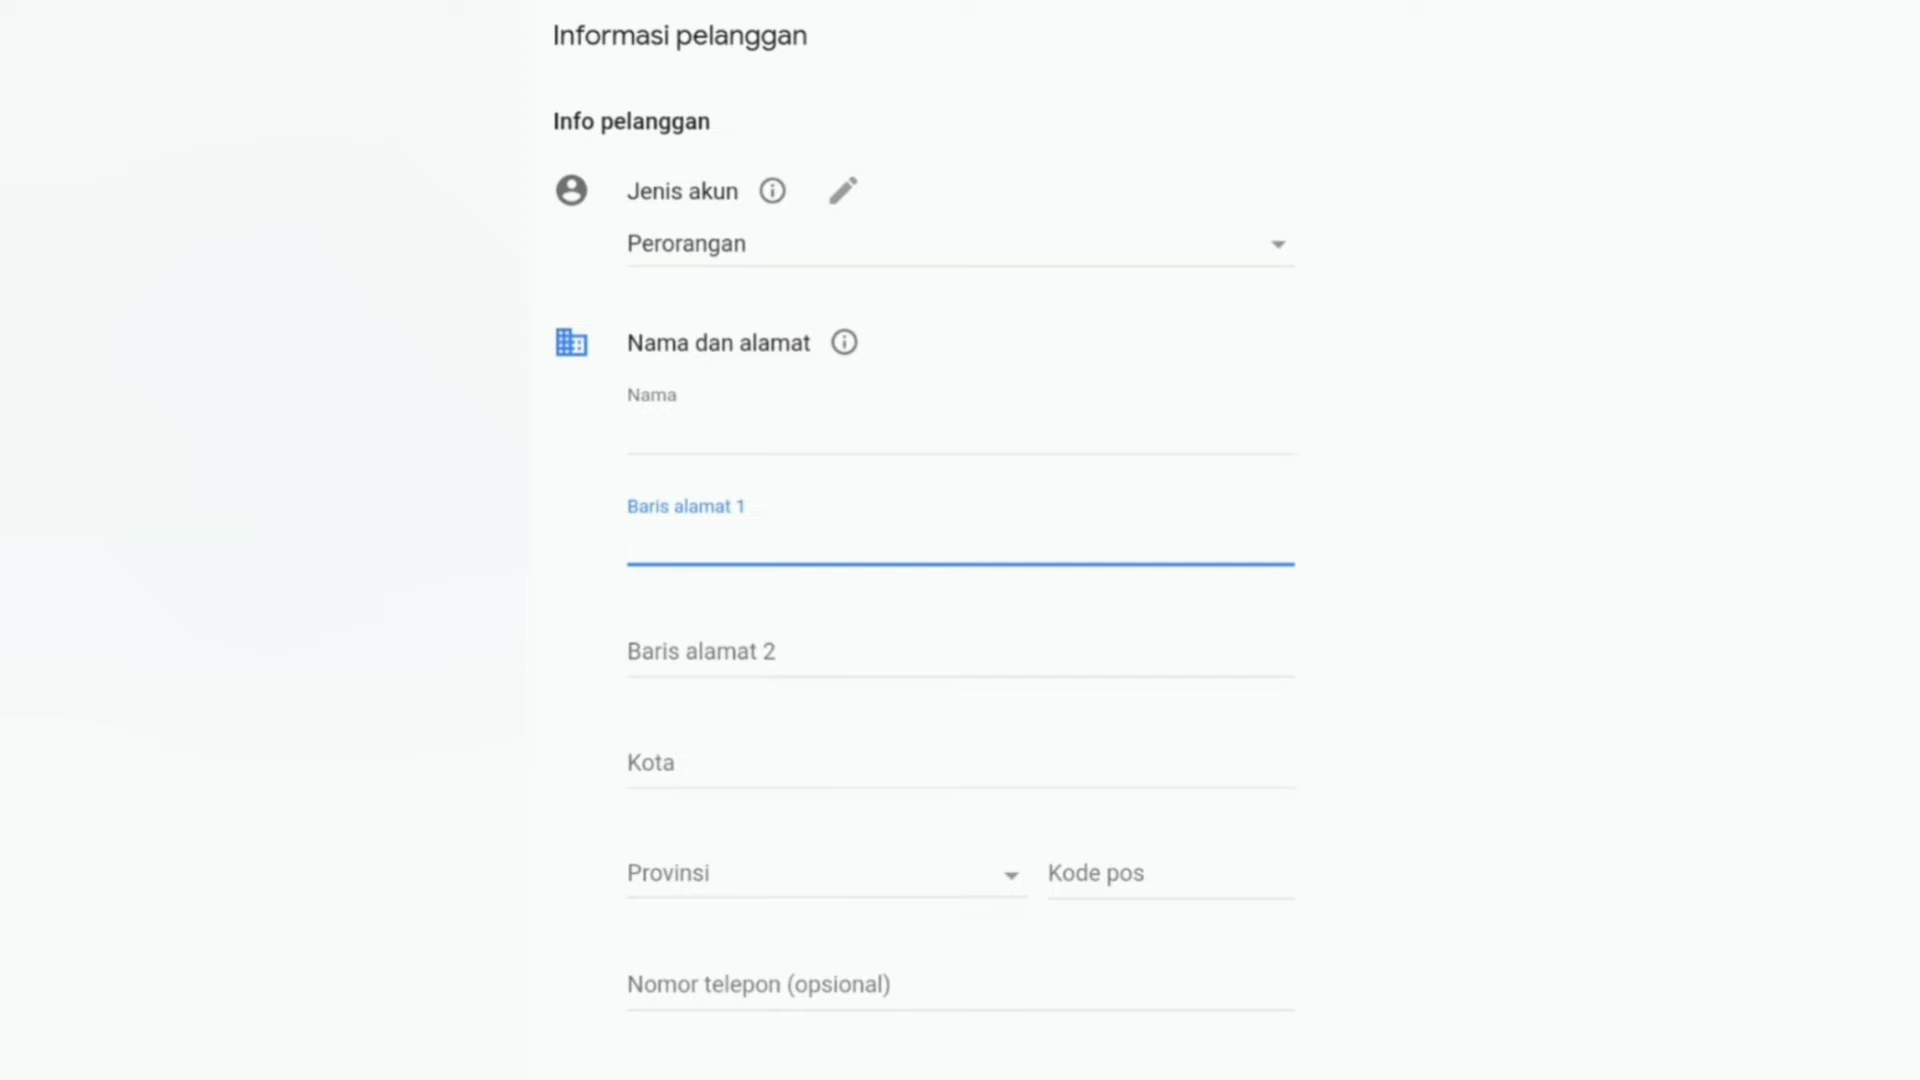 Informasi pelanggan
Info pelanggan
Jenis akun
Perorangan
Nama dan alamat
Nama
Baris alamat 1
Baris alamat 2
Kota
Provinsi
Kode pos
Nomor telepon (opsional)